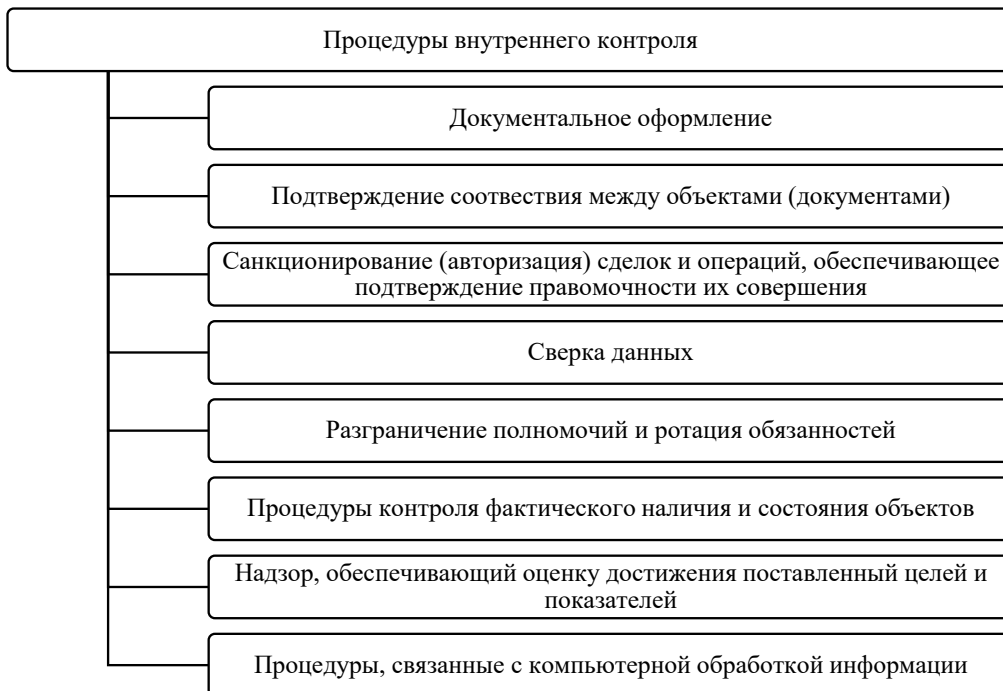 Процедуры внутреннего контроля
Документальное оформление
Подтверждение соотвествия между объектами (документами)
Санкционирование (авторизация) сделок и операций, обеспечивающее
подтверждение правомочности их совершения
Сверка данных
Разграничение полномочий и ротация обязанностей
Процедуры контроля фактического наличия и состояния объектов
Надзор, обеспечивающий оценку достижения поставленный целей и
показателей
Процедуры, связанные с компьютерной обработкой информации